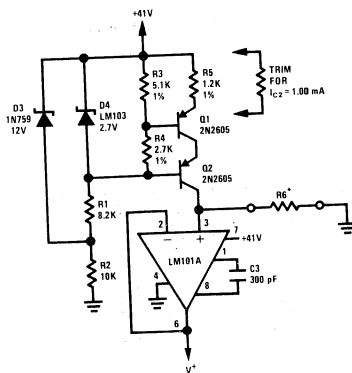 +41V
R3
5.1K
1%
R5
1.2K
1%
TRIM
FOR
IC2 = 1.00 mA
D3
1N759
12V
D4
LM103
2.7V
Q1
2N2605
R4
2.7K
1%
Q2
2N2605
R1
8.2K
R6+
2
3
7
+41V
R2
10K
4
LM101A
1
C3
300 pF
8
6
V+